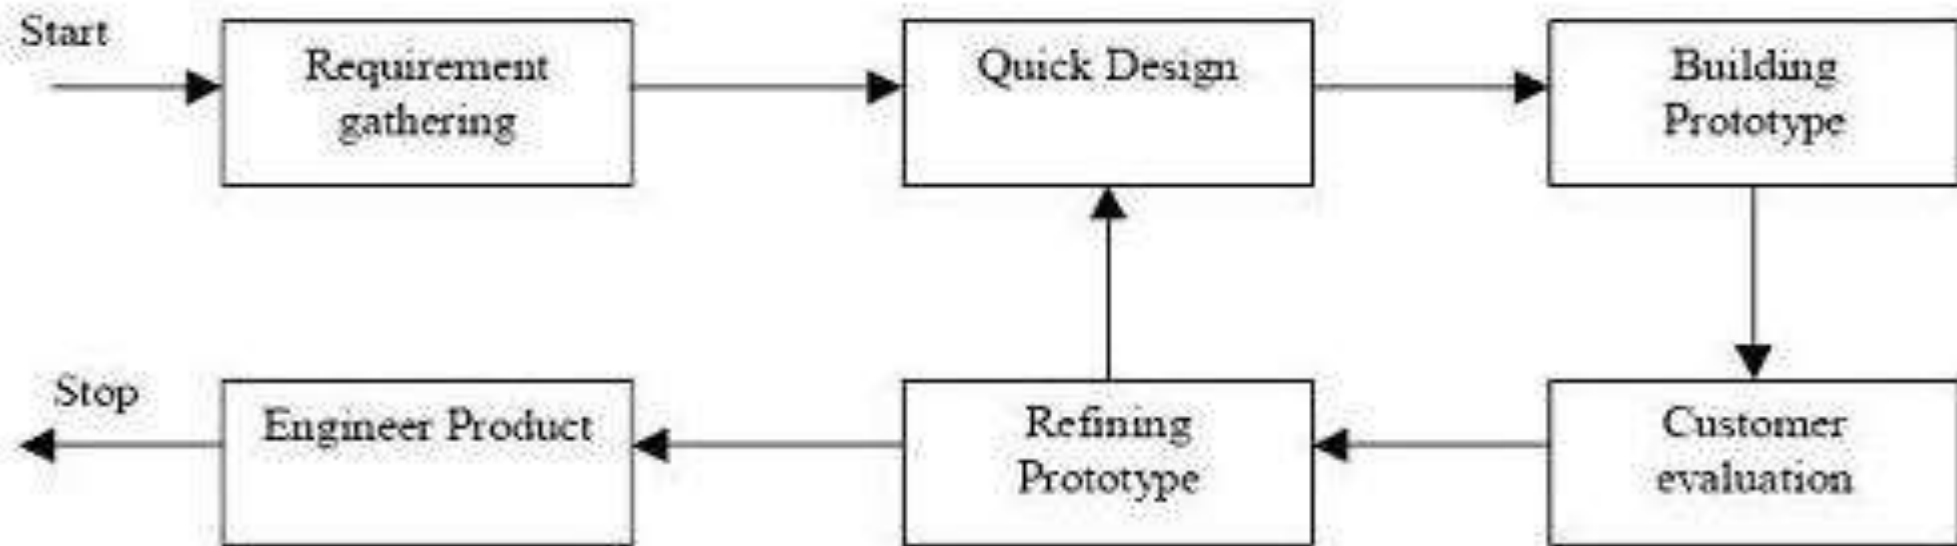 Start
Requirement
gathering
Quick Design
Building
Prototype
Stop
Engineer Product
Refining
Prototype
Customer
evaluation